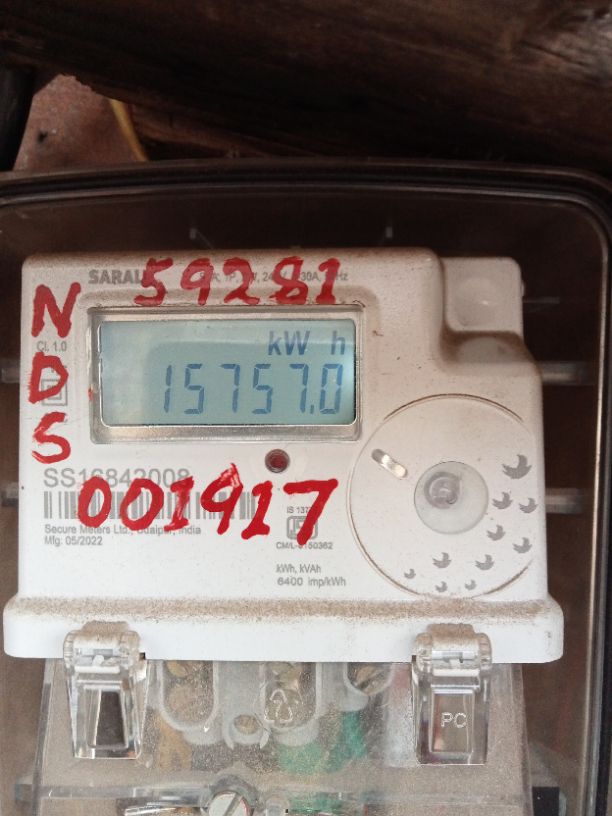 SARAL
59281
N
D
S
Cl. 1.0
kW h
15757.0
SS16842008
001917
Secure Meters Ltd., Udaipur, India
Mfg: 05/2022
kWh, kVAh
6400 imp/kWh
PC